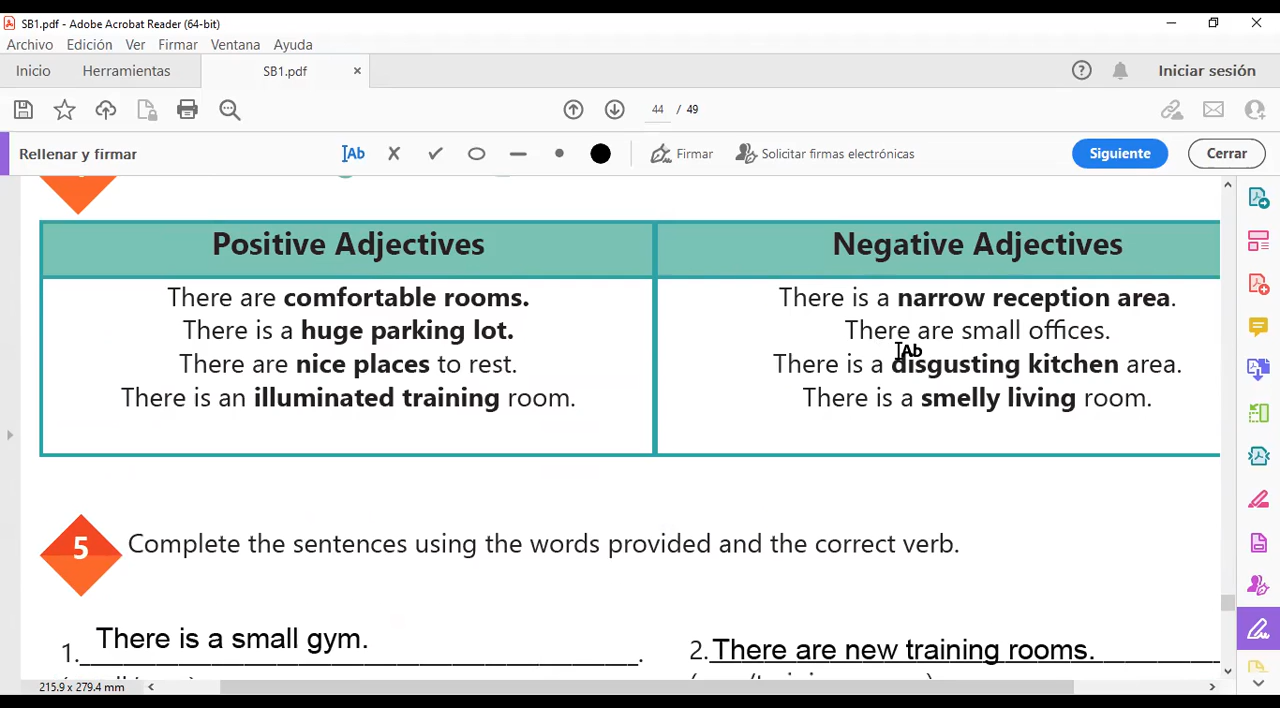 SB1.pdf - Adobe Acrobat Reader (64-bit)
Archivo Edición Ver Firmar Ventana Ayuda
Inicio Herramientas SB1.pdf × Iniciar sesión
44 / 49
Rellenar y firmar Ab Firmar Solicitar firmas electrónicas Siguiente Cerrar
Positive Adjectives Negative Adjectives
There are comfortable rooms. There is a narrow reception area.
There is a huge parking lot. There are small offices.
Ab
There are nice places to rest. There is a disgusting kitchen area.
There is an illuminated training room. There is a smelly living room.
5 Complete the sentences using the words provided and the correct verb.
1. There is a small gym. 2. There are new training rooms.
215.9 x 279.4 mm